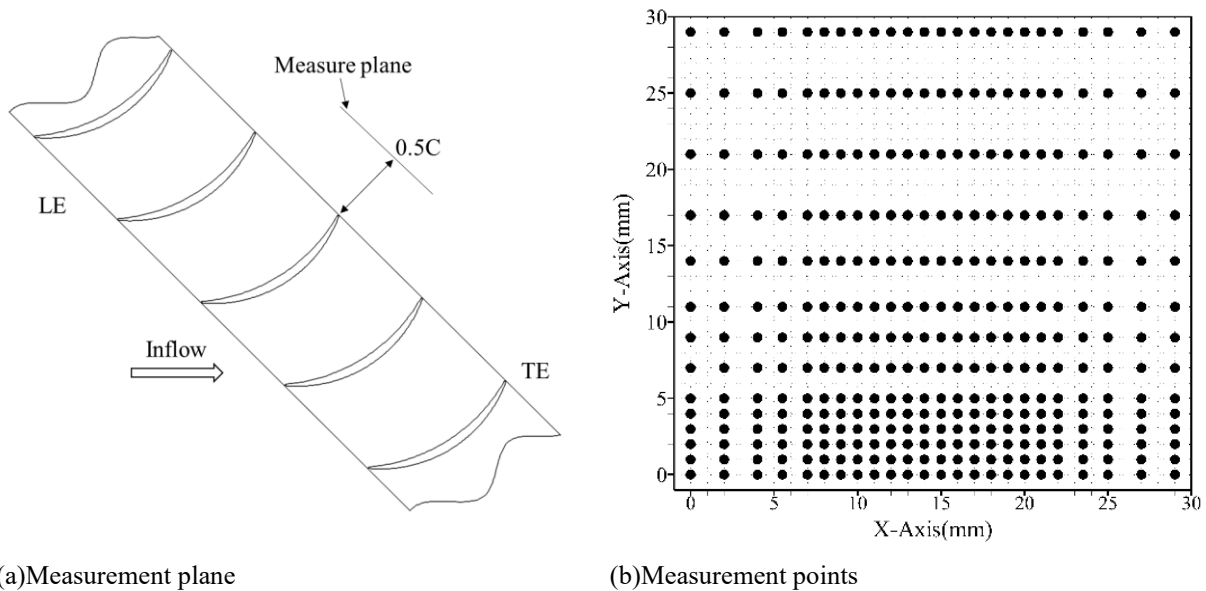 Measure plane
0.5C
LE
Inflow
TE
30
25
20
15
10
5
0
Y-Axis(mm)
0 5 10 15 20 25 30
X-Axis(mm)
(a)Measurement plane
(b)Measurement points